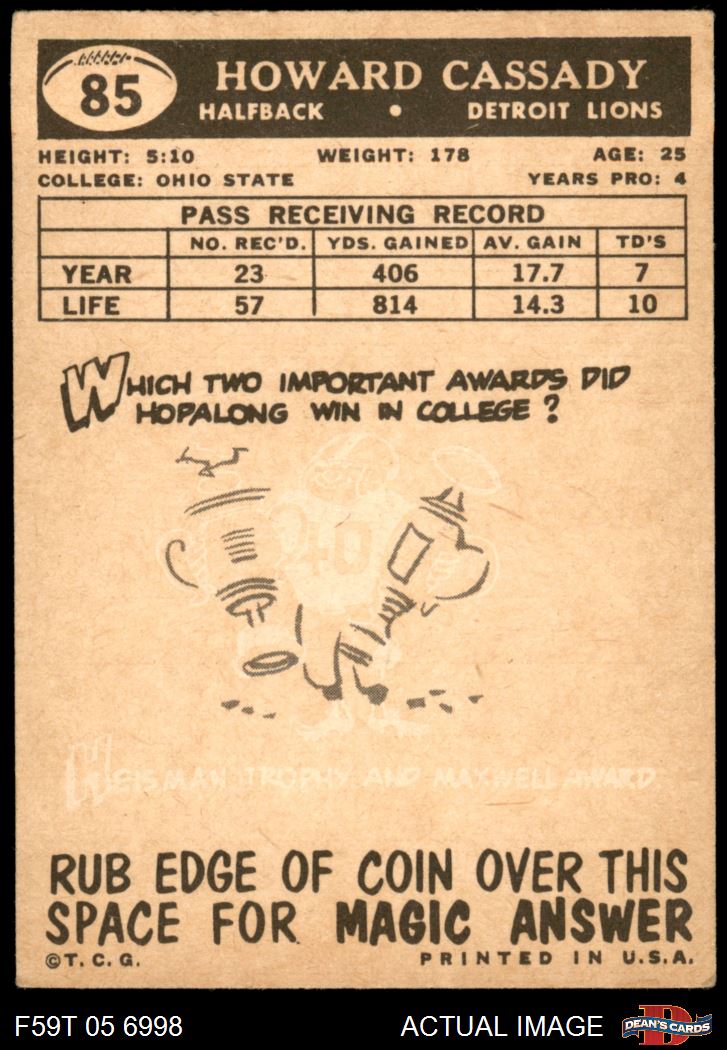 85
HOWARD CASSADY
HALFBACK • DETROIT LIONS
HEIGHT: 5:10 WEIGHT: 178 AGE: 25
COLLEGE: OHIO STATE YEARS PRO: 4
PASS RECEIVING RECORD
NO. REC'D. YDS. GAINED AV. GAIN TD'S
YEAR 23 406 17.7 7
LIFE 57 814 14.3 10
WHICH TWO IMPORTANT AWARDS DID
HOPALONG WIN IN COLLEGE?
20
HEISMAN TROPHY AND MAXWELL AWARD
RUB EDGE OF COIN OVER THIS
SPACE FOR MAGIC ANSWER
©T.C.G. PRINTED IN U.S.A.
F59T 05 6998 ACTUAL IMAGE
D
DEAN'S CARDS